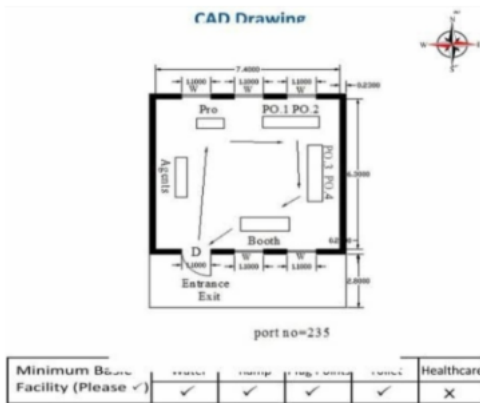 CAD Drawing
N
S
7.4000
1.1000 1.1000 1.1000
W W W
0.2300
Pro PO.1 PO.2
Agents
PO.3 PO.4
6.3000
Booth
D
1.1000 1.1000 1.1000
W W
Entrance
Exit
2.0000
port no=235
Minimum Basic Water Ramp Plug Points Toilet Healthcare
Facility (Please ✓) ✓ ✓ ✓ ✓ ✗